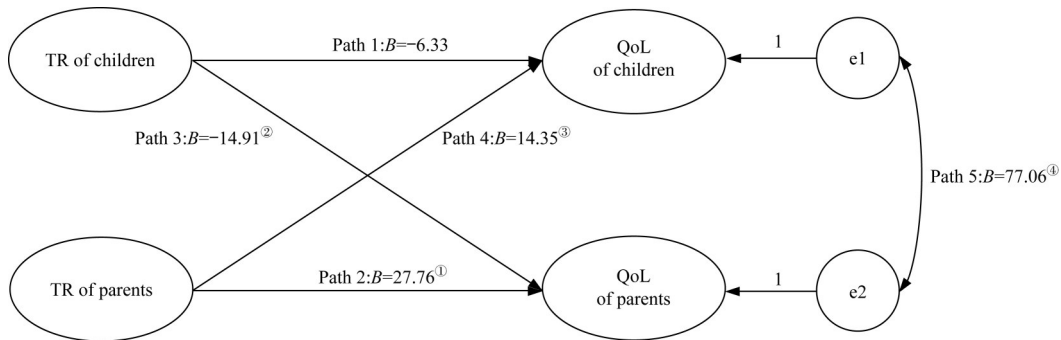 TR of children
Path 1:B=−6.33
QoL
of children
1
e1
Path 3:B=−14.91②
Path 4:B=14.35③
Path 5:B=77.06④
TR of parents
Path 2:B=27.76①
QoL
of parents
1
e2